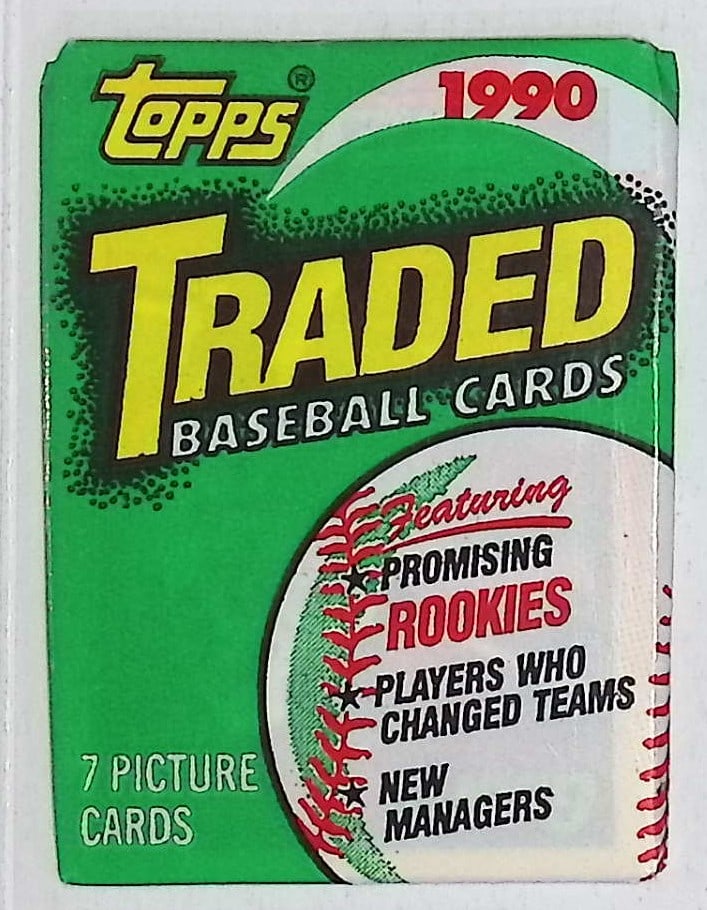 Topps ®
1990
TRADED
BASEBALL CARDS
Featuring
★ PROMISING
ROOKIES
★ PLAYERS WHO
CHANGED TEAMS
★ NEW
MANAGERS
7 PICTURE
CARDS